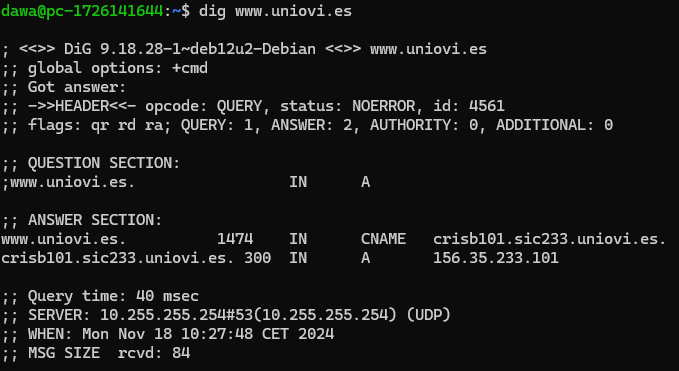 dawa@pc-1726141644:~$ dig www.uniovi.es

; <<>> DiG 9.18.28-1~deb12u2-Debian <<>> www.uniovi.es
;; global options: +cmd
;; Got answer:
;; ->>HEADER<<- opcode: QUERY, status: NOERROR, id: 4561
;; flags: qr rd ra; QUERY: 1, ANSWER: 2, AUTHORITY: 0, ADDITIONAL: 0

;; QUESTION SECTION:
;www.uniovi.es.                 IN      A

;; ANSWER SECTION:
www.uniovi.es.          1474    IN      CNAME   crisb101.sic233.uniovi.es.
crisb101.sic233.uniovi.es. 300  IN      A       156.35.233.101

;; Query time: 40 msec
;; SERVER: 10.255.255.254#53(10.255.255.254) (UDP)
;; WHEN: Mon Nov 18 10:27:48 CET 2024
;; MSG SIZE  rcvd: 84